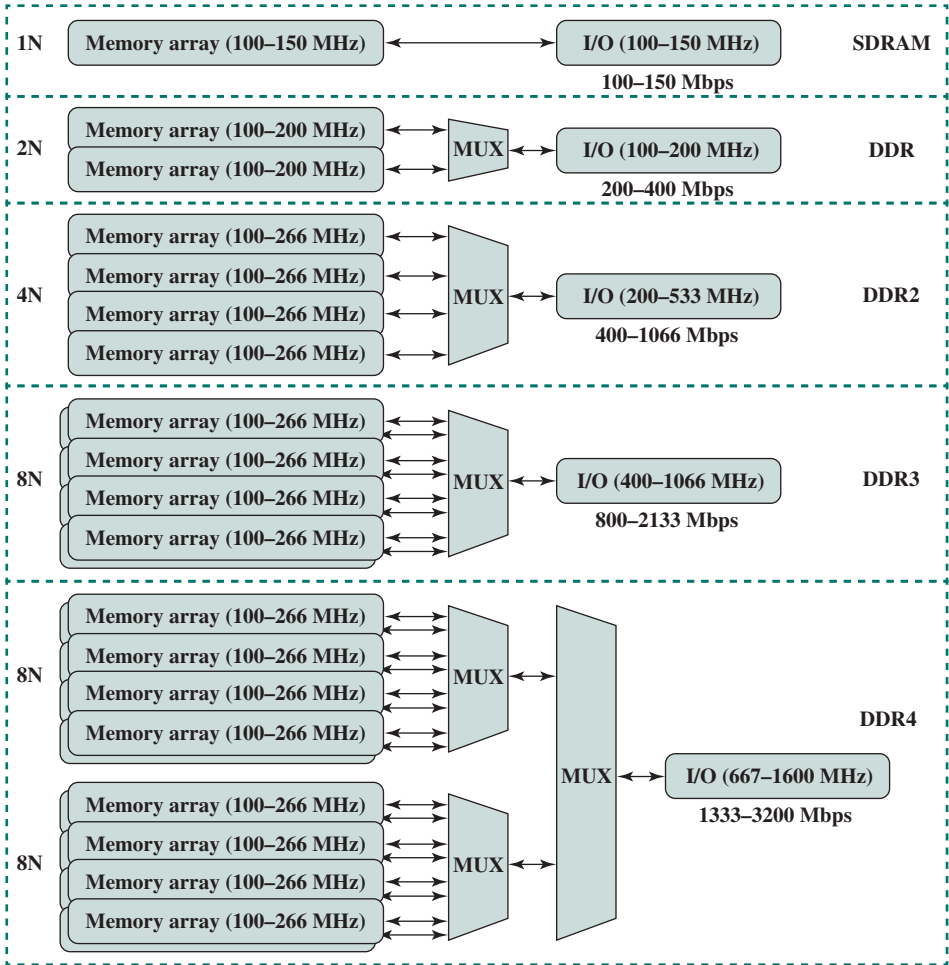 1N Memory array (100–150 MHz) I/O (100–150 MHz) SDRAM
100–150 Mbps
Memory array (100–200 MHz)
2N MUX I/O (100–200 MHz) DDR
Memory array (100–200 MHz)
200–400 Mbps
Memory array (100–266 MHz)
Memory array (100–266 MHz)
4N MUX I/O (200–533 MHz) DDR2
Memory array (100–266 MHz)
400–1066 Mbps
Memory array (100–266 MHz)
Memory array (100–266 MHz)
Memory array (100–266 MHz)
8N MUX I/O (400–1066 MHz) DDR3
Memory array (100–266 MHz)
800–2133 Mbps
Memory array (100–266 MHz)
Memory array (100–266 MHz)
Memory array (100–266 MHz)
8N MUX
Memory array (100–266 MHz)
DDR4
Memory array (100–266 MHz)
MUX I/O (667–1600 MHz)
Memory array (100–266 MHz)
1333–3200 Mbps
Memory array (100–266 MHz)
8N MUX
Memory array (100–266 MHz)
Memory array (100–266 MHz)